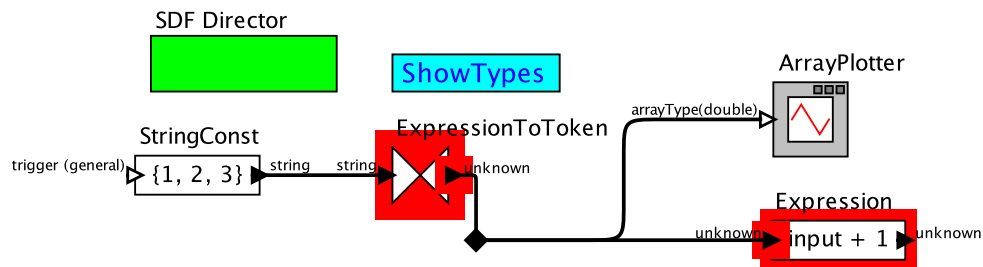 SDF Director
ShowTypes
ArrayPlotter
arrayType(double)
StringConst
ExpressionToToken
trigger (general)
{1, 2, 3}
string
string
unknown
Expression
unknown
input + 1
unknown